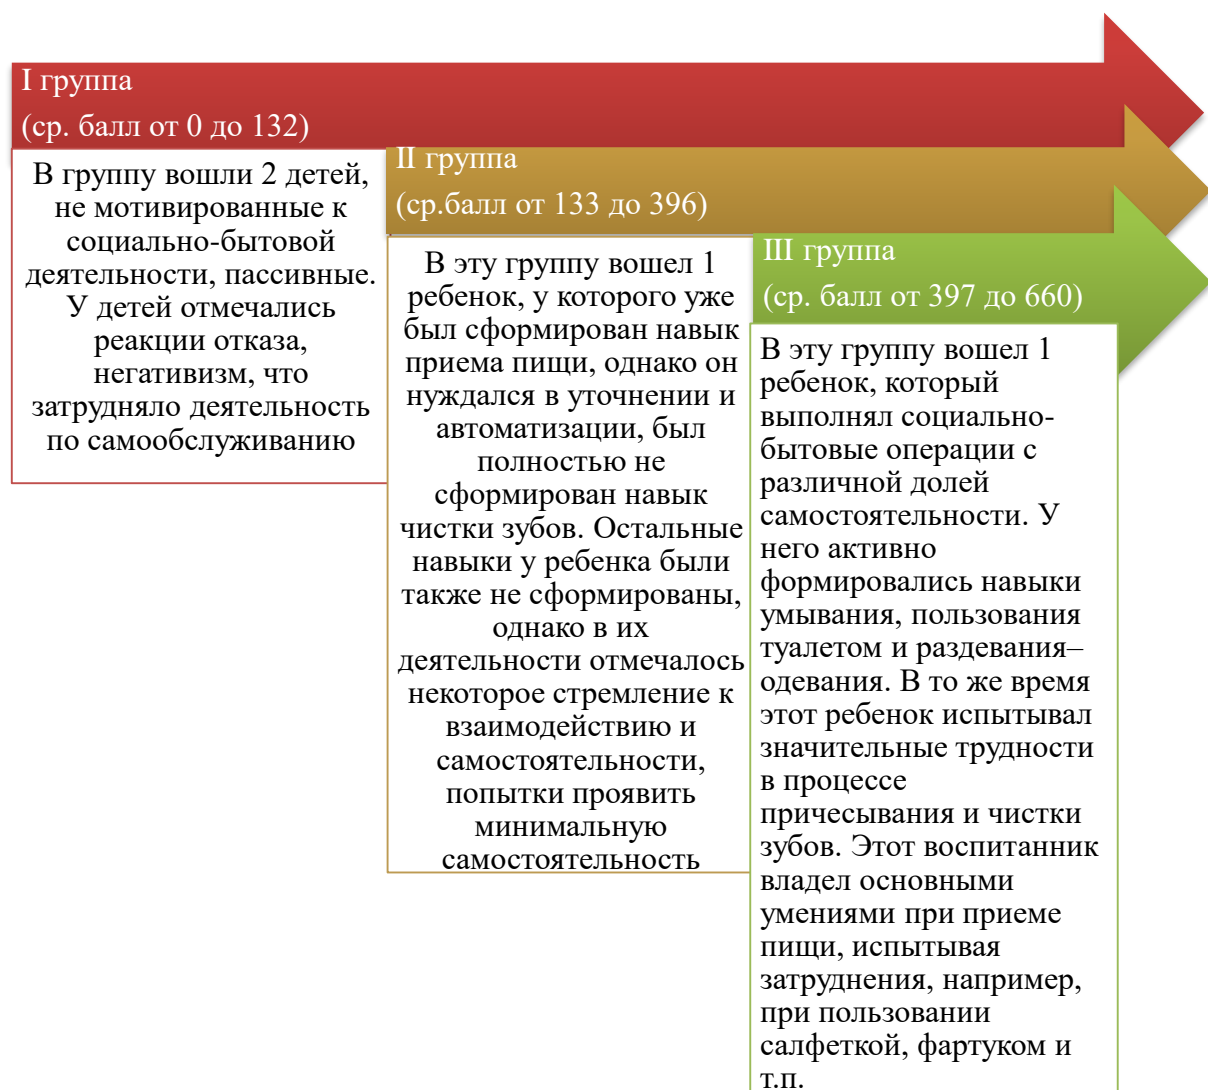 I группа
(ср. балл от 0 до 132)
В группу вошли 2 детей,
не мотивированные к
социально-бытовой
деятельности, пассивные.
У детей отмечались
реакции отказа,
негативизм, что
затрудняло деятельность
по самообслуживанию
II группа
(ср.балл от 133 до 396)
В эту группу вошел 1
ребенок, у которого уже
был сформирован навык
приема пищи, однако он
нуждался в уточнении и
автоматизации, был
полностью не
сформирован навык
чистки зубов. Остальные
навыки у ребенка были
также не сформированы,
однако в их
деятельности отмечалось
некоторое стремление к
взаимодействию и
самостоятельности,
попытки проявить
минимальную
самостоятельность
III группа
(ср. балл от 397 до 660)
В эту группу вошел 1
ребенок, который
выполнял социально-
бытовые операции с
различной долей
самостоятельности. У
него активно
формировались навыки
умывания, пользования
туалетом и раздевания–
одевания. В то же время
этот ребенок испытывал
значительные трудности
в процессе
причесывания и чистки
зубов. Этот воспитанник
владел основными
умениями при приеме
пищи, испытывая
затруднения, например,
при пользовании
салфеткой, фартуком и
т.п.